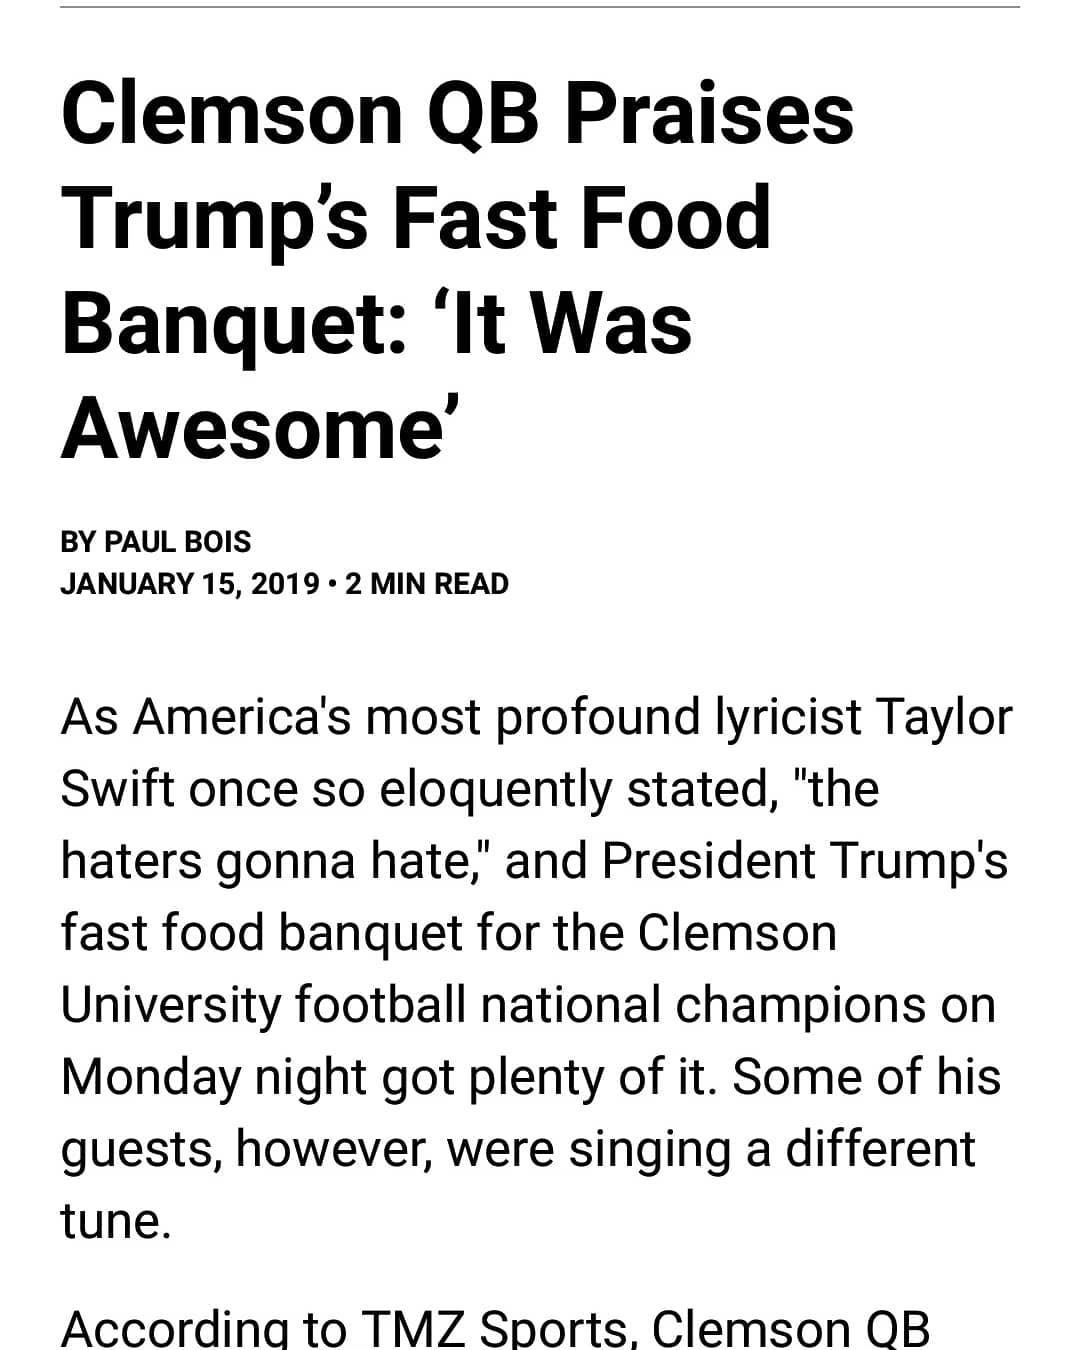 Clemson QB Praises
Trump’s Fast Food
Banquet: ‘It Was
Awesome’
BY PAUL BOIS
JANUARY 15, 2019 • 2 MIN READ
As America's most profound lyricist Taylor
Swift once so eloquently stated, "the
haters gonna hate," and President Trump's
fast food banquet for the Clemson
University football national champions on
Monday night got plenty of it. Some of his
guests, however, were singing a different
tune.
According to TMZ Sports, Clemson QB